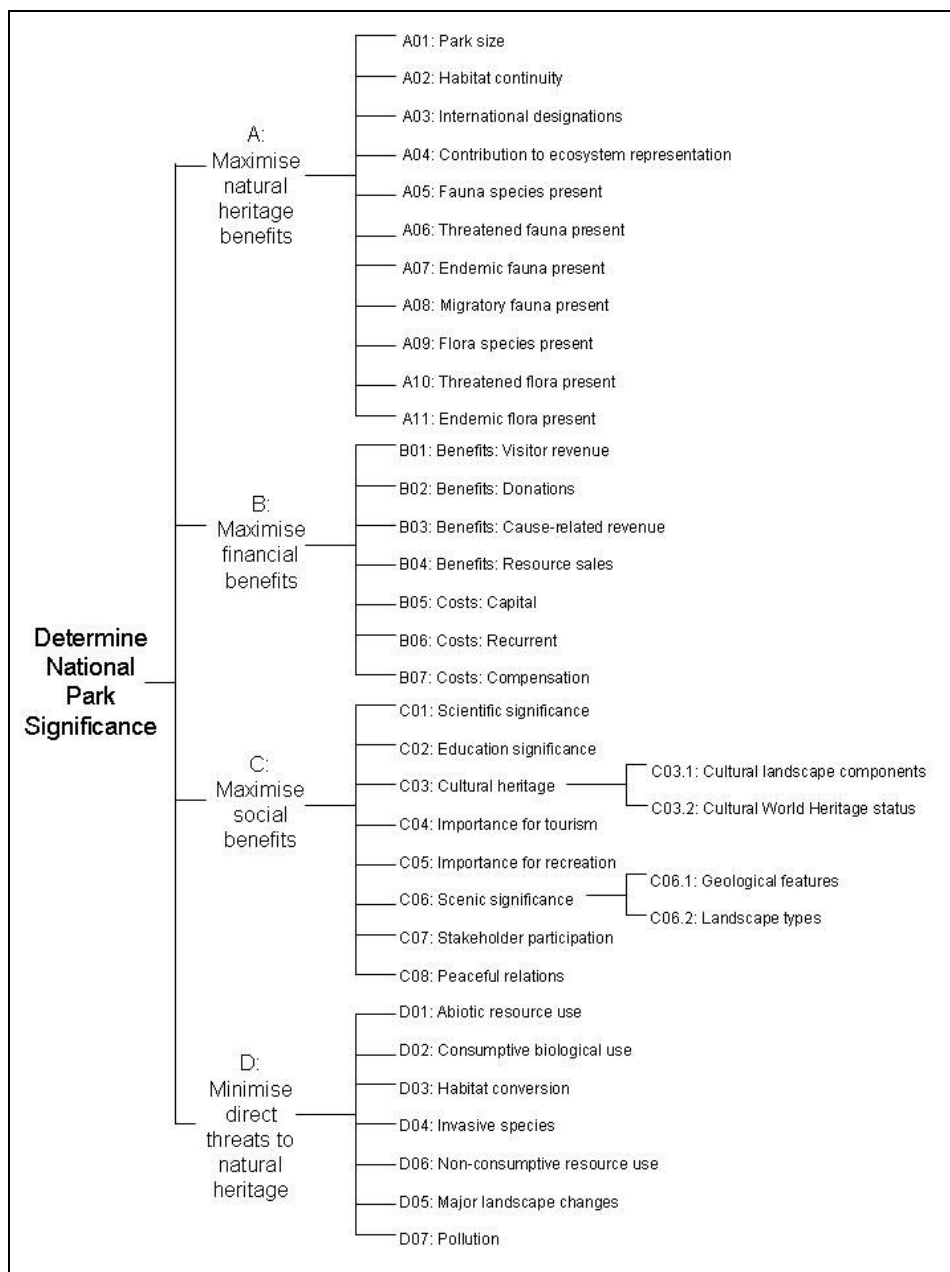 Determine
National
Park
Significance
A:
Maximise
natural
heritage
benefits
A01: Park size
A02: Habitat continuity
A03: International designations
A04: Contribution to ecosystem representation
A05: Fauna species present
A06: Threatened fauna present
A07: Endemic fauna present
A08: Migratory fauna present
A09: Flora species present
A10: Threatened flora present
A11: Endemic flora present
B:
Maximise
financial
benefits
B01: Benefits: Visitor revenue
B02: Benefits: Donations
B03: Benefits: Cause-related revenue
B04: Benefits: Resource sales
B05: Costs: Capital
B06: Costs: Recurrent
B07: Costs: Compensation
C:
Maximise
social
benefits
C01: Scientific significance
C02: Education significance
C03: Cultural heritage
C03.1: Cultural landscape components
C03.2: Cultural World Heritage status
C04: Importance for tourism
C05: Importance for recreation
C06: Scenic significance
C06.1: Geological features
C06.2: Landscape types
C07: Stakeholder participation
C08: Peaceful relations
D:
Minimise
direct
threats to
natural
heritage
D01: Abiotic resource use
D02: Consumptive biological use
D03: Habitat conversion
D04: Invasive species
D06: Non-consumptive resource use
D05: Major landscape changes
D07: Pollution